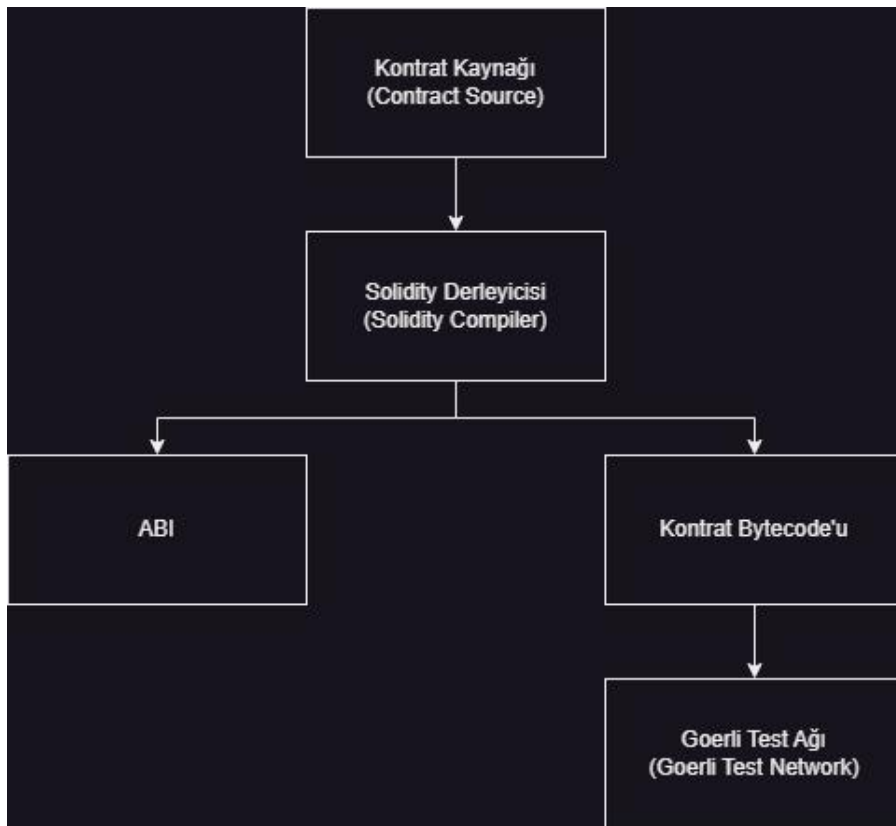 Kontrat Kaynağı
(Contract Source)
Solidity Derleyicisi
(Solidity Compiler)
ABI
Kontrat Bytecode'u
Goerli Test Ağı
(Goerli Test Network)